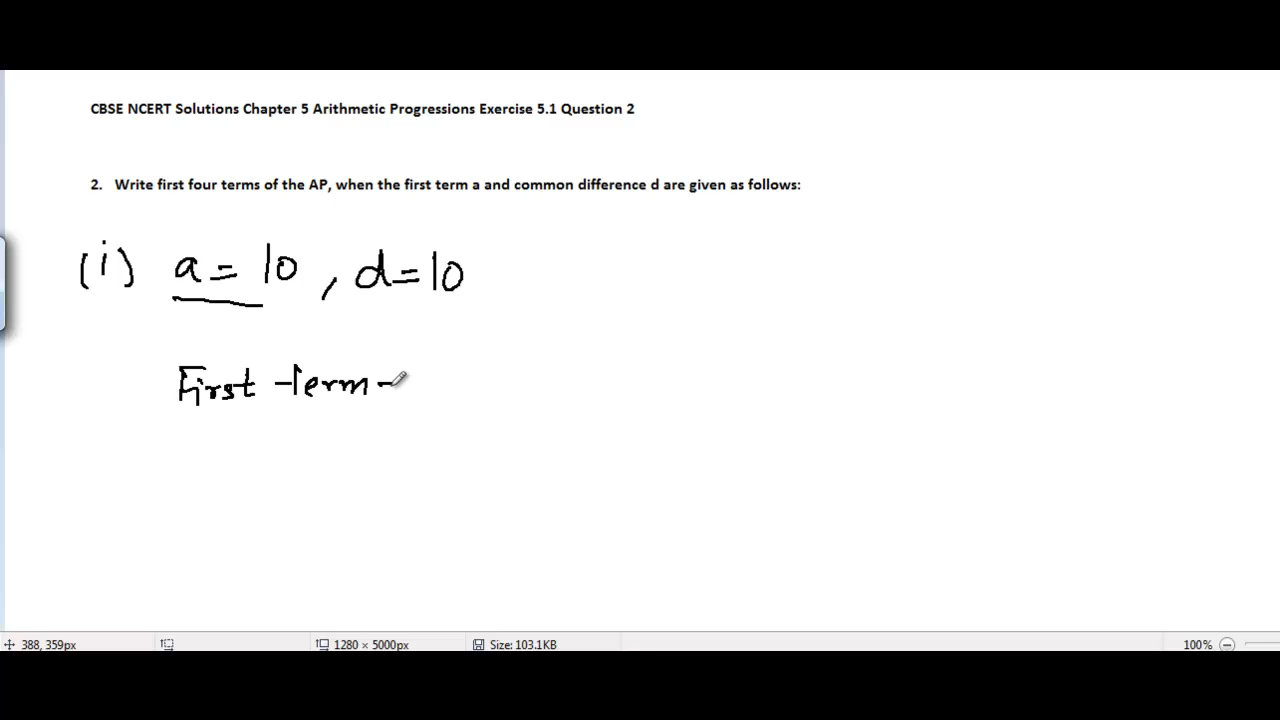 CBSE NCERT Solutions Chapter 5 Arithmetic Progressions Exercise 5.1 Question 2
2. Write first four terms of the AP, when the first term a and common difference d are given as follows:
(i) a = 10 , d = 10
First Term -
388, 359px 1280 × 5000px Size: 103.1KB 100%